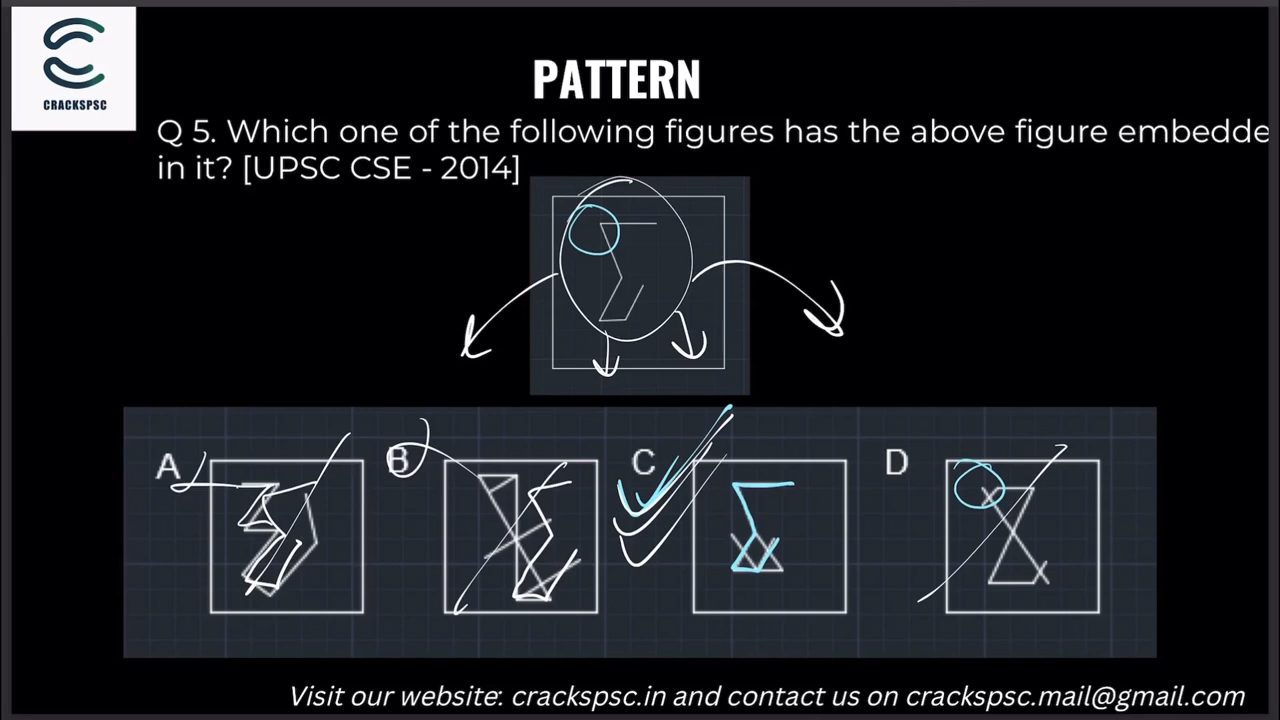 CRACKSPSC
PATTERN
Q 5. Which one of the following figures has the above figure embedde
in it? [UPSC CSE - 2014]
A
B
C
D
Visit our website: crackspsc.in and contact us on crackspsc.mail@gmail.com